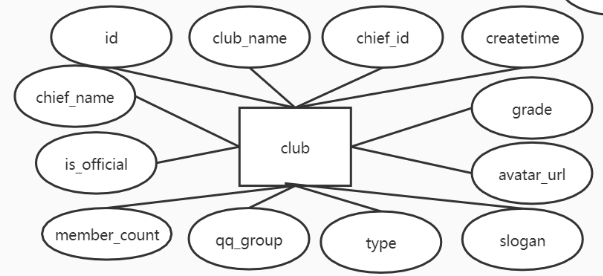 id
club_name
chief_id
createtime
chief_name
grade
club
is_official
avatar_url
member_count
qq_group
type
slogan